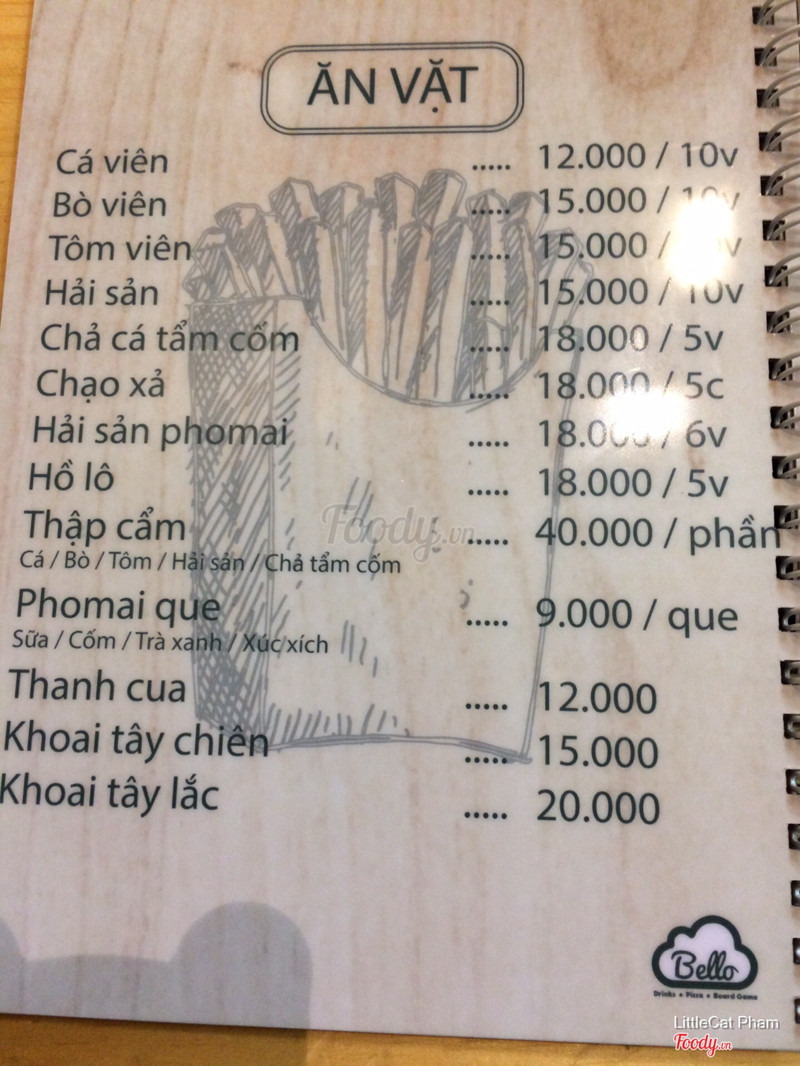 ĂN VẶT
Cá viên ..... 12.000 / 10v
Bò viên ..... 15.000 / 10v
Tôm viên ..... 15.000 /
Hải sản ..... 15.000 / 10v
Chả cá tẩm cốm ..... 18.000 / 5v
Chạo xả ..... 18.000 / 5c
Hải sản phomai ..... 18.000 / 6v
Hồ lô ..... 18.000 / 5v
Thập cẩm ..... 40.000 / phần
Cá / Bò / Tôm / Hải sản / Chả tẩm cốm
Phomai que ..... 9.000 / que
Sữa / Cốm / Trà xanh / Xúc xích
Thanh cua ..... 12.000
Khoai tây chiên ..... 15.000
Khoai tây lắc ..... 20.000
Foody.vn
Bello
Drinks • Pizza • Board Game
LittleCat Pham
Foody.vn